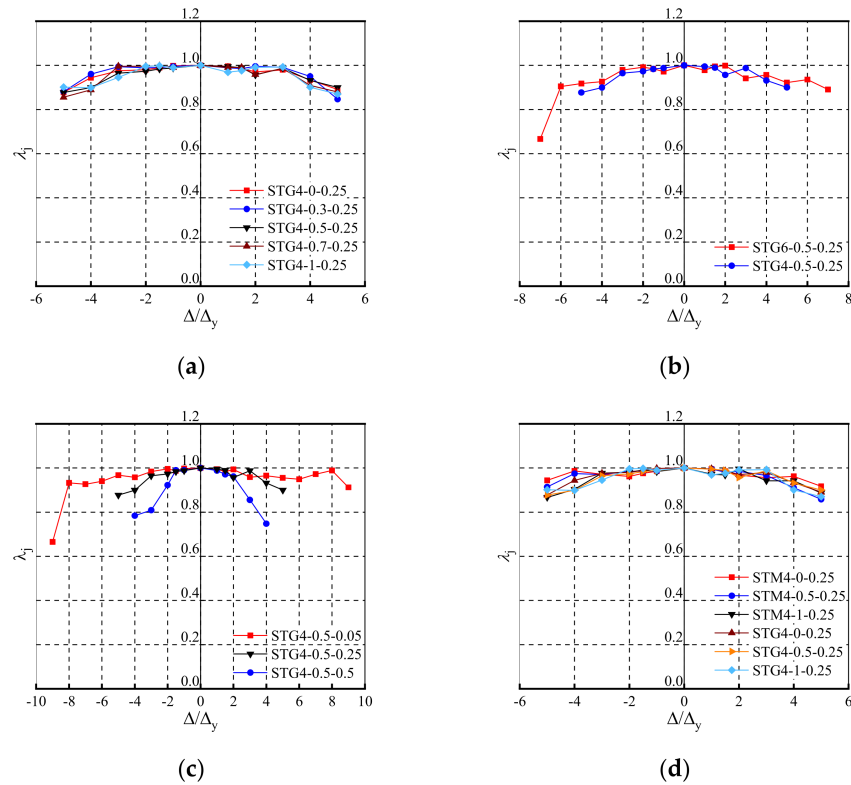 1.2
1.0
0.8
0.6
0.4
0.2
0.0
λj
STG4-0-0.25
STG4-0.3-0.25
STG4-0.5-0.25
STG4-0.7-0.25
STG4-1-0.25
-6 -4 -2 0 2 4 6
Δ/Δy
(a)
1.2
1.0
0.8
0.6
0.4
0.2
0.0
λj
STG6-0.5-0.25
STG4-0.5-0.25
-8 -6 -4 -2 0 2 4 6 8
Δ/Δy
(b)
1.2
1.0
0.8
0.6
0.4
0.2
0.0
λj
STG4-0.5-0.05
STG4-0.5-0.25
STG4-0.5-0.5
-10 -8 -6 -4 -2 0 2 4 6 8 10
Δ/Δy
(c)
1.2
1.0
0.8
0.6
0.4
0.2
0.0
λj
STM4-0-0.25
STM4-0.5-0.25
STM4-1-0.25
STG4-0-0.25
STG4-0.5-0.25
STG4-1-0.25
-6 -4 -2 0 2 4 6
Δ/Δy
(d)